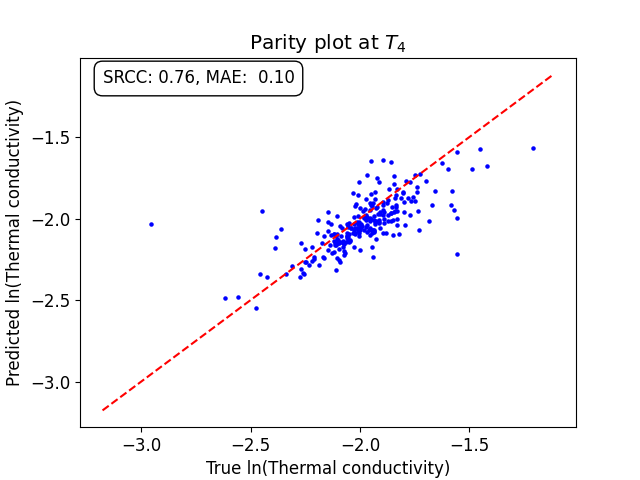 Parity plot at T₄
SRCC: 0.76, MAE:  0.10
Predicted ln(Thermal conductivity)
−1.5
−2.0
−2.5
−3.0
−3.0 −2.5 −2.0 −1.5
True ln(Thermal conductivity)